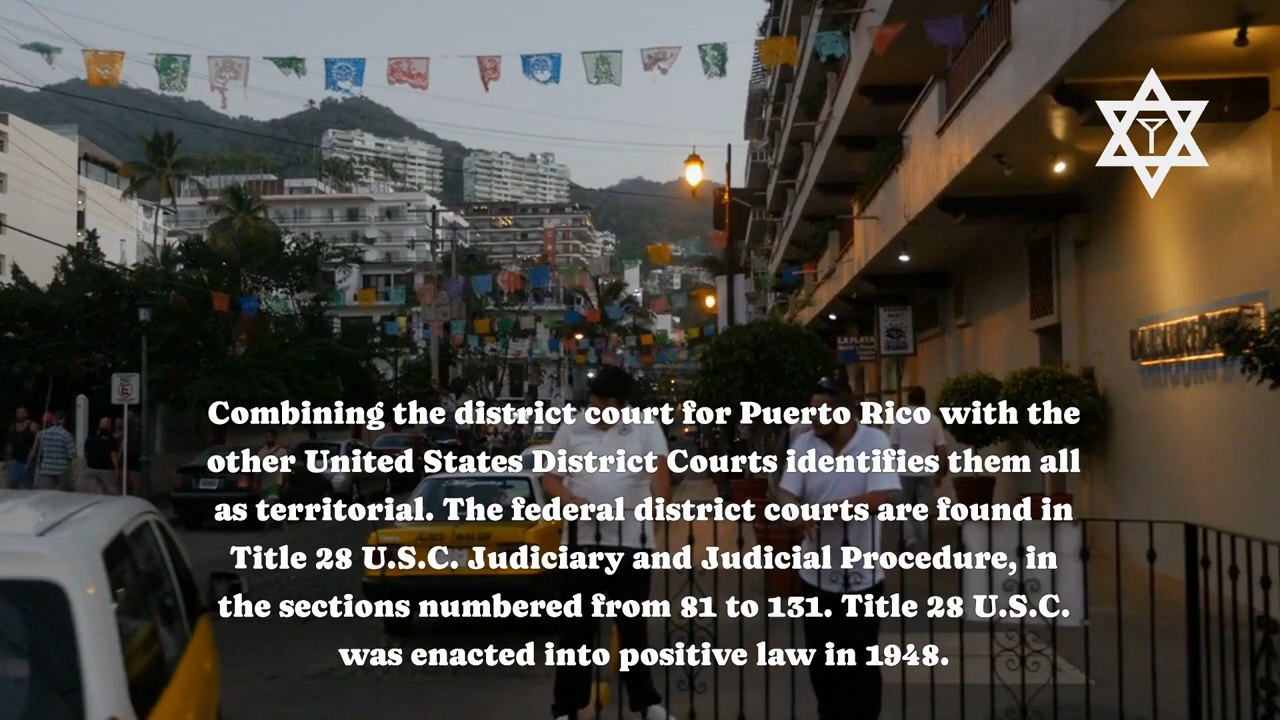 LA PLAYA
Combining the district court for Puerto Rico with the
other United States District Courts identifies them all
as territorial. The federal district courts are found in
Title 28 U.S.C. Judiciary and Judicial Procedure, in
the sections numbered from 81 to 131. Title 28 U.S.C.
was enacted into positive law in 1948.